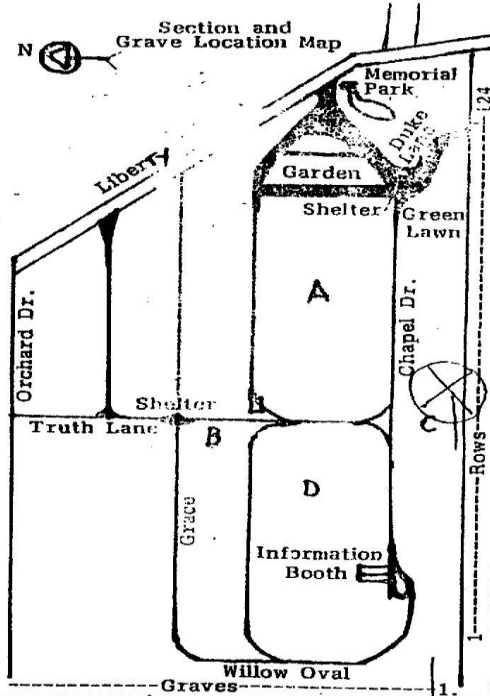 Section and
Grave Location Map
N
Memorial
Park
Duke
Lane
Liberty
Garden
Shelter
Green
Lawn
124
A
Orchard Dr.
Chapel Dr.
Shelter
Truth Lane
B
C
Rows
D
Grace
Information
Booth
1
Willow Oval
Graves
1.